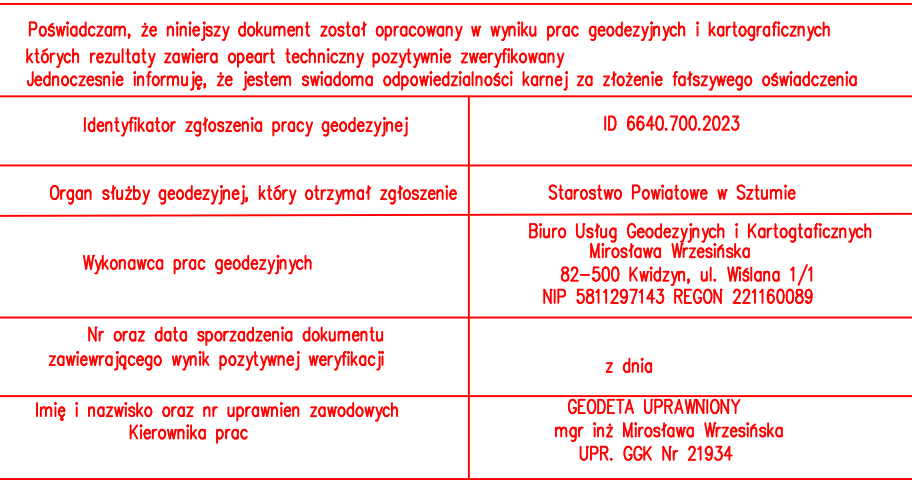 Poświadczam, że niniejszy dokument został opracowany w wyniku prac geodezyjnych i kartograficznych
których rezultaty zawiera opeart techniczny pozytywnie zweryfikowany
Jednoczesnie informuję, że jestem swiadoma odpowiedzialności karnej za złożenie fałszywego oświadczenia
Identyfikator zgłoszenia pracy geodezyjnej
ID 6640.700.2023
Organ służby geodezyjnej, który otrzymał zgłoszenie
Starostwo Powiatowe w Sztumie
Wykonawca prac geodezyjnych
Biuro Usług Geodezyjnych i Kartogtaficznych
Mirosława Wrzesińska
82-500 Kwidzyn, ul. Wiślana 1/1
NIP 5811297143 REGON 221160089
Nr oraz data sporzadzenia dokumentu
zawiewrającego wynik pozytywnej weryfikacji
z dnia
Imię i nazwisko oraz nr uprawnien zawodowych
Kierownika prac
GEODETA UPRAWNIONY
mgr inż Mirosława Wrzesińska
UPR. GGK Nr 21934